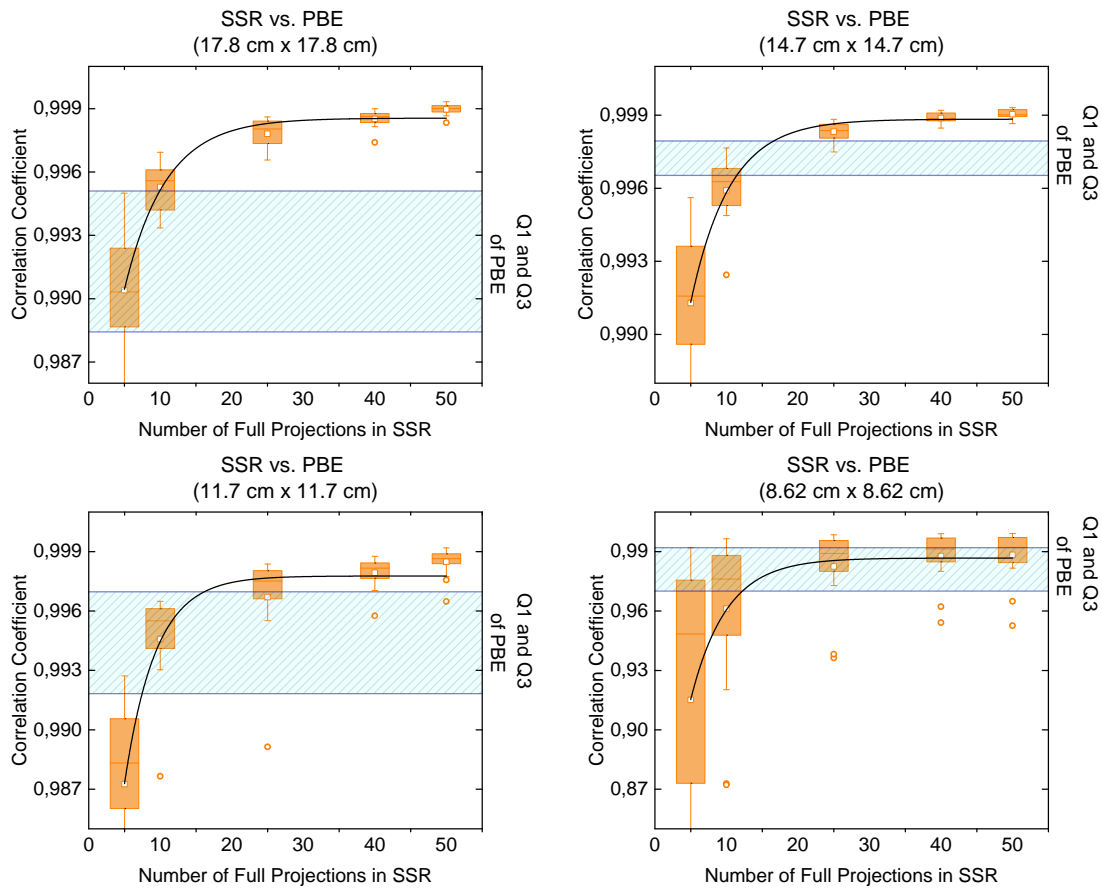 SSR vs. PBE
(17.8 cm x 17.8 cm)
Correlation Coefficient
0,999
0,996
0,993
0,990
0,987
0 10 20 30 40 50
Number of Full Projections in SSR
Q1 and Q3
of PBE
SSR vs. PBE
(14.7 cm x 14.7 cm)
Correlation Coefficient
0,999
0,996
0,993
0,990
0 10 20 30 40 50
Number of Full Projections in SSR
Q1 and Q3
of PBE
SSR vs. PBE
(11.7 cm x 11.7 cm)
Correlation Coefficient
0,999
0,996
0,993
0,990
0,987
0 10 20 30 40 50
Number of Full Projections in SSR
Q1 and Q3
of PBE
SSR vs. PBE
(8.62 cm x 8.62 cm)
Correlation Coefficient
0,99
0,96
0,93
0,90
0,87
0 10 20 30 40 50
Number of Full Projections in SSR
Q1 and Q3
of PBE